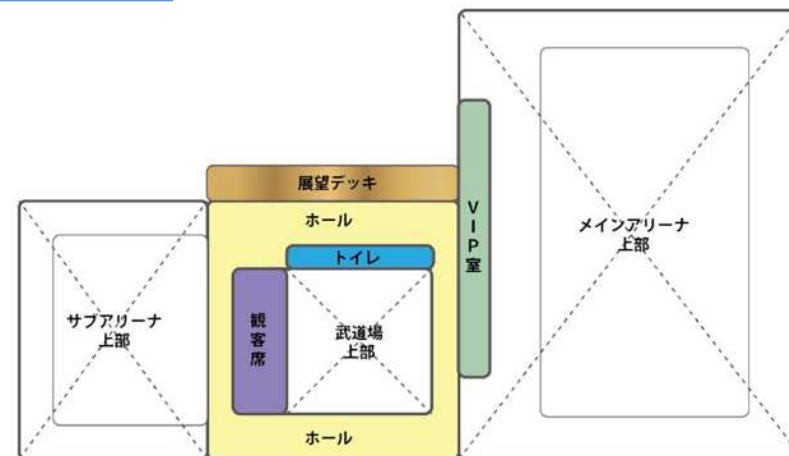 展望デッキ
ホール
VIP室
メインアリーナ
上部
トイレ
サブアリーナ
上部
観客席
武道場
上部
ホール